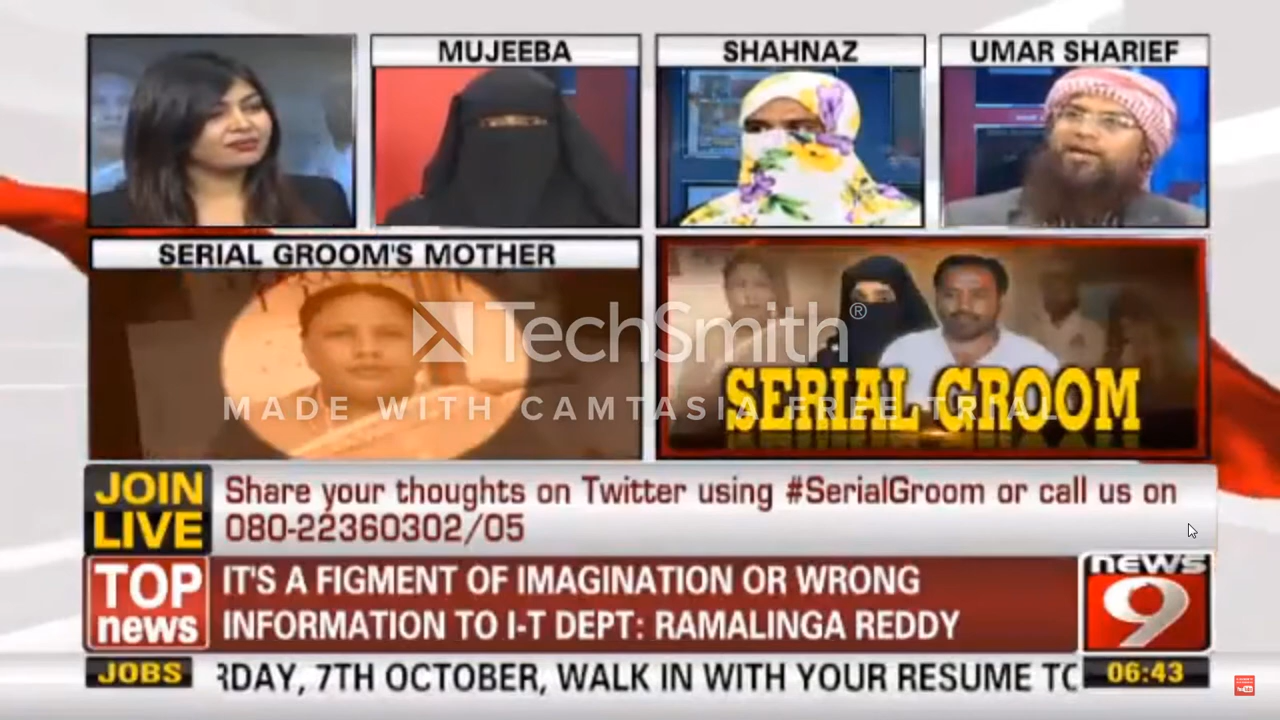 MUJEEBA
SHAHNAZ
UMAR SHARIEF
SERIAL GROOM'S MOTHER
TechSmith®
MADE WITH CAMTASIA FREE TRIAL
SERIAL GROOM
JOIN
LIVE
Share your thoughts on Twitter using #SerialGroom or call us on
080-22360302/05
TOP
news
IT'S A FIGMENT OF IMAGINATION OR WRONG
INFORMATION TO I-T DEPT: RAMALINGA REDDY
NEWS
9
JOBS
RDAY, 7TH OCTOBER, WALK IN WITH YOUR RESUME TO
06:43